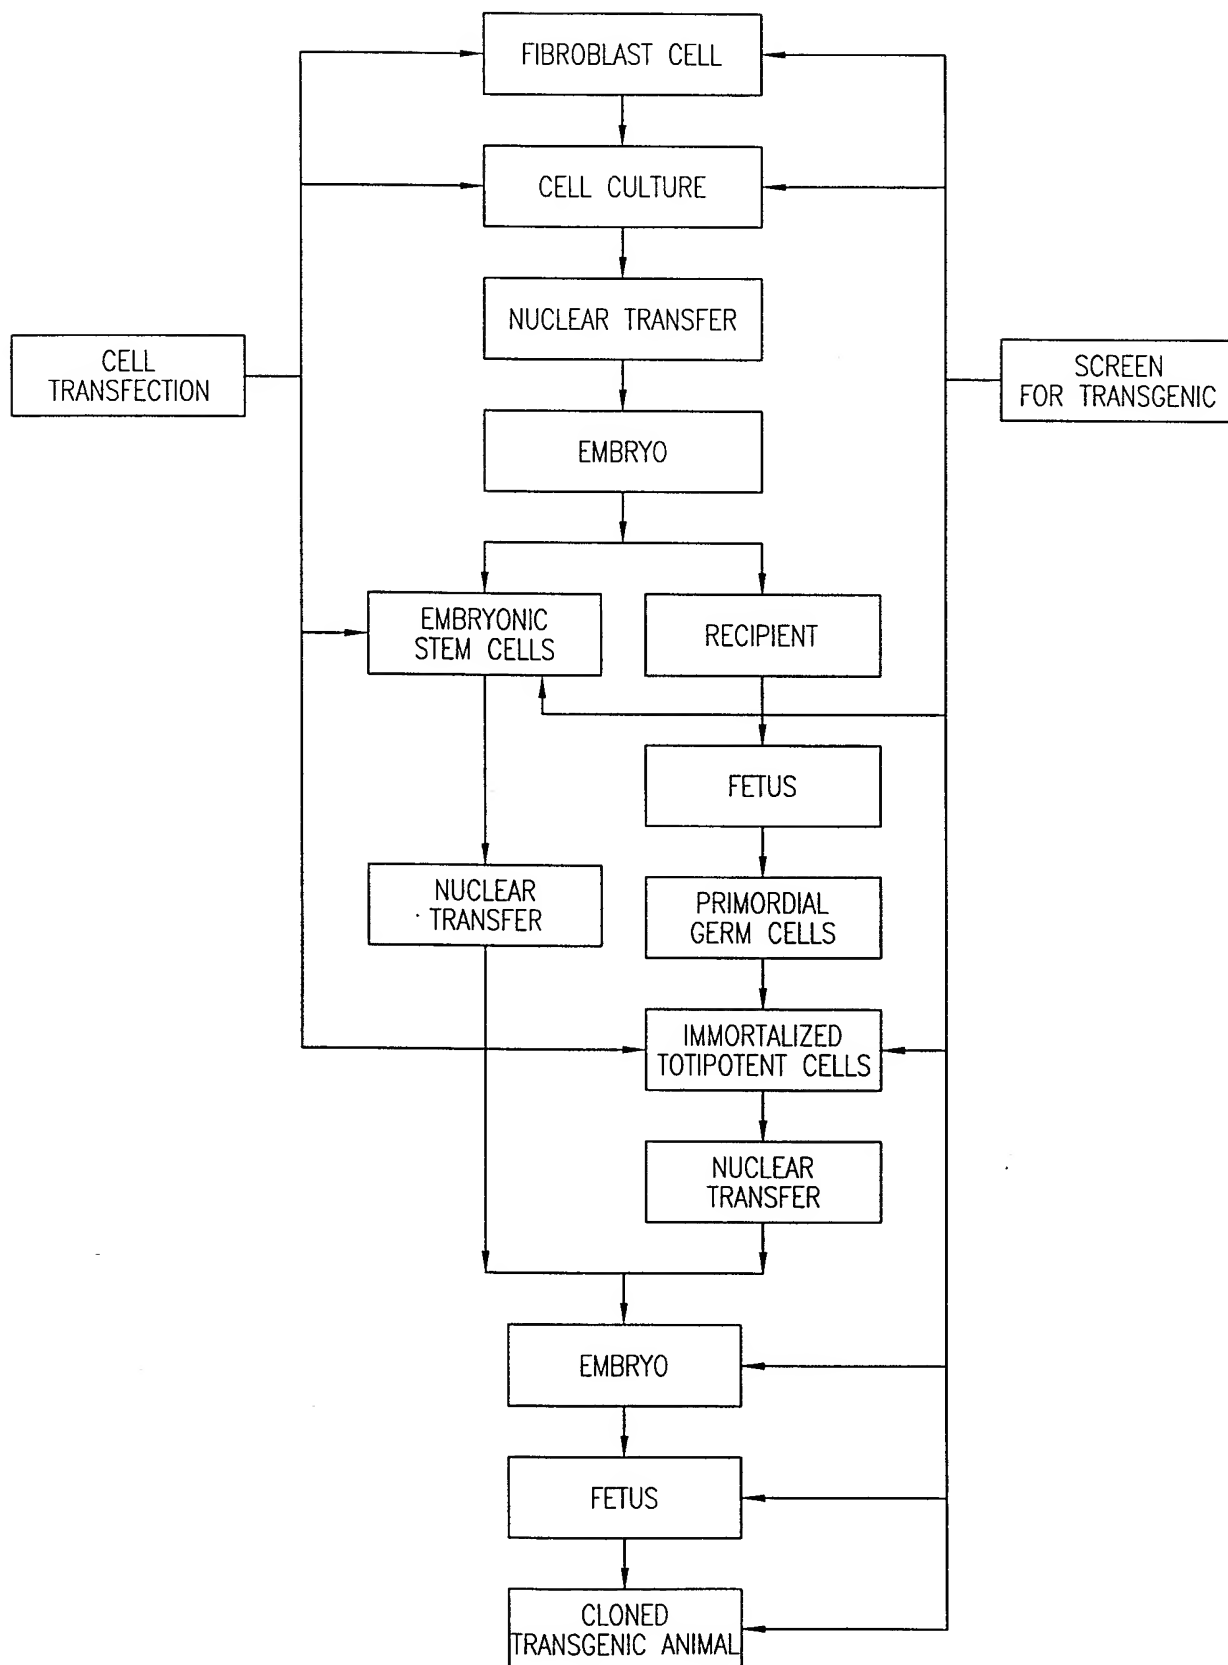 FIBROBLAST CELL
CELL CULTURE
NUCLEAR TRANSFER
CELL
TRANSFECTION
SCREEN
FOR TRANSGENIC
EMBRYO
EMBRYONIC
STEM CELLS
RECIPIENT
FETUS
NUCLEAR
TRANSFER
PRIMORDIAL
GERM CELLS
IMMORTALIZED
TOTIPOTENT CELLS
NUCLEAR
TRANSFER
EMBRYO
FETUS
CLONED
TRANSGENIC ANIMAL